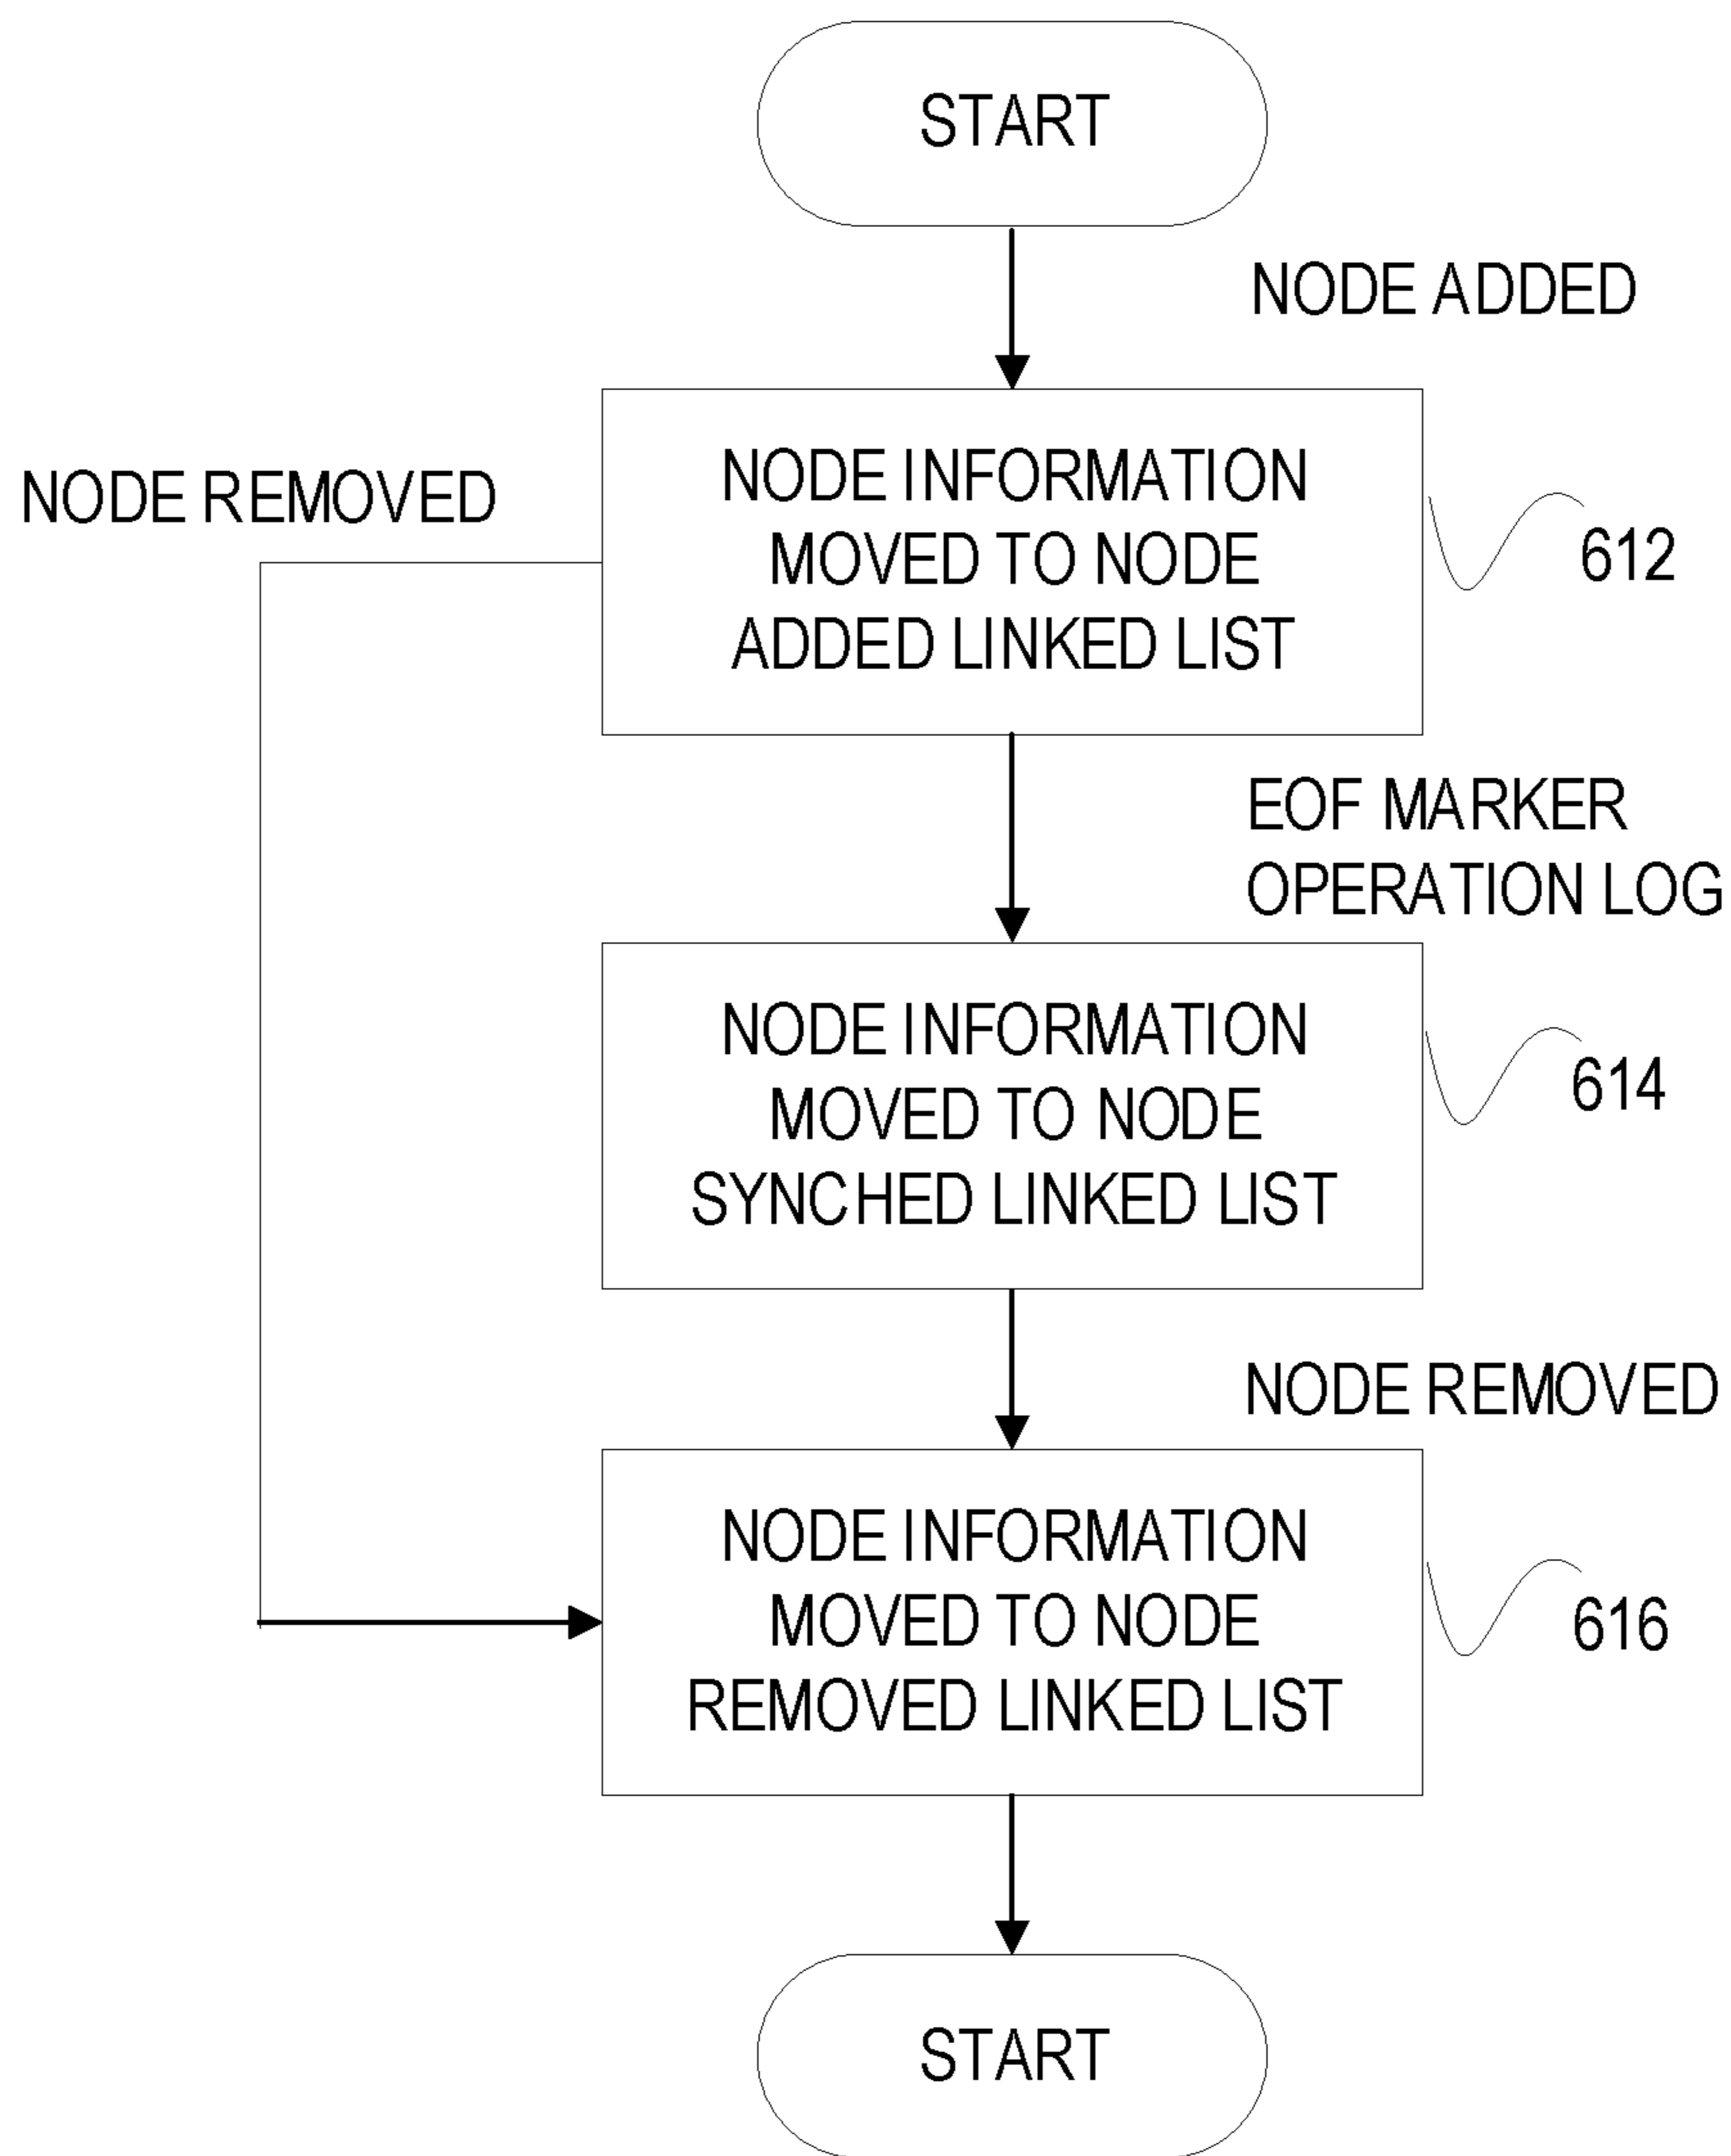 START
NODE ADDED
NODE REMOVED
NODE INFORMATION
MOVED TO NODE
ADDED LINKED LIST
612
EOF MARKER
OPERATION LOG
NODE INFORMATION
MOVED TO NODE
SYNCHED LINKED LIST
614
NODE REMOVED
NODE INFORMATION
MOVED TO NODE
REMOVED LINKED LIST
616
START